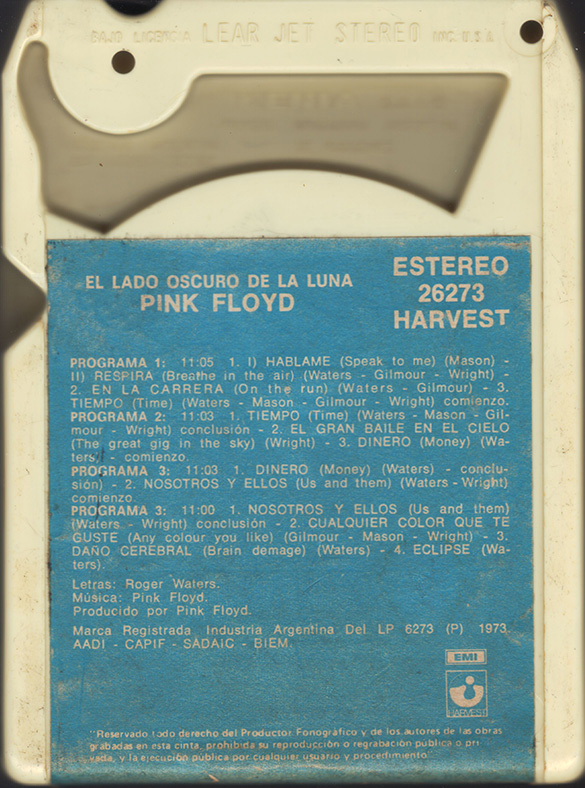 BAJO LICENCIA LEAR JET STEREO INC. U.S.A
EL LADO OSCURO DE LA LUNA
PINK FLOYD
ESTEREO
26273
HARVEST
PROGRAMA 1: 11:05 1. I) HABLAME (Speak to me) (Mason) -
II) RESPIRA (Breathe in the air) (Waters - Gilmour - Wright) -
- 2. EN LA CARRERA (On the run) (Waters - Gilmour) - 3.
TIEMPO (Time) (Waters - Mason - Gilmour - Wright) comienzo.
PROGRAMA 2: 11:03 1. TIEMPO (Time) (Waters - Mason - Gil-
mour - Wright) conclusión - 2. EL GRAN BAILE EN EL CIELO
(The great gig in the sky) (Wright) - 3. DINERO (Money) (Wa-
ters) - comienzo.
PROGRAMA 3: 11:03 1. DINERO (Money) (Waters) - conclu-
sión) - 2. NOSOTROS Y ELLOS (Us and them) (Waters - Wright)
comienzo.
PROGRAMA 3: 11:00 1. NOSOTROS Y ELLOS (Us and them)
(Waters - Wright) conclusión - 2. CUALQUIER COLOR QUE TE
GUSTE (Any colour you like) (Gilmour - Mason - Wright) - 3.
DAÑO CEREBRAL (Brain demage) (Waters) - 4. ECLIPSE (Wa-
ters).
Letras: Roger Waters.
Música: Pink Floyd.
Producido por Pink Floyd.
Marca Registrada. Industria Argentina Del LP 6273 (P) 1973.
AADI - CAPIF - SADAIC - BIEM.
EMI
HARVEST
"Reservado todo derecho del Productor Fonográfico y de los autores de las obras
grabadas en esta cinta, prohibida su reproducción o regrabación pública o pri
vada, y la ejecución pública por cualquier usuario y procedimiento"